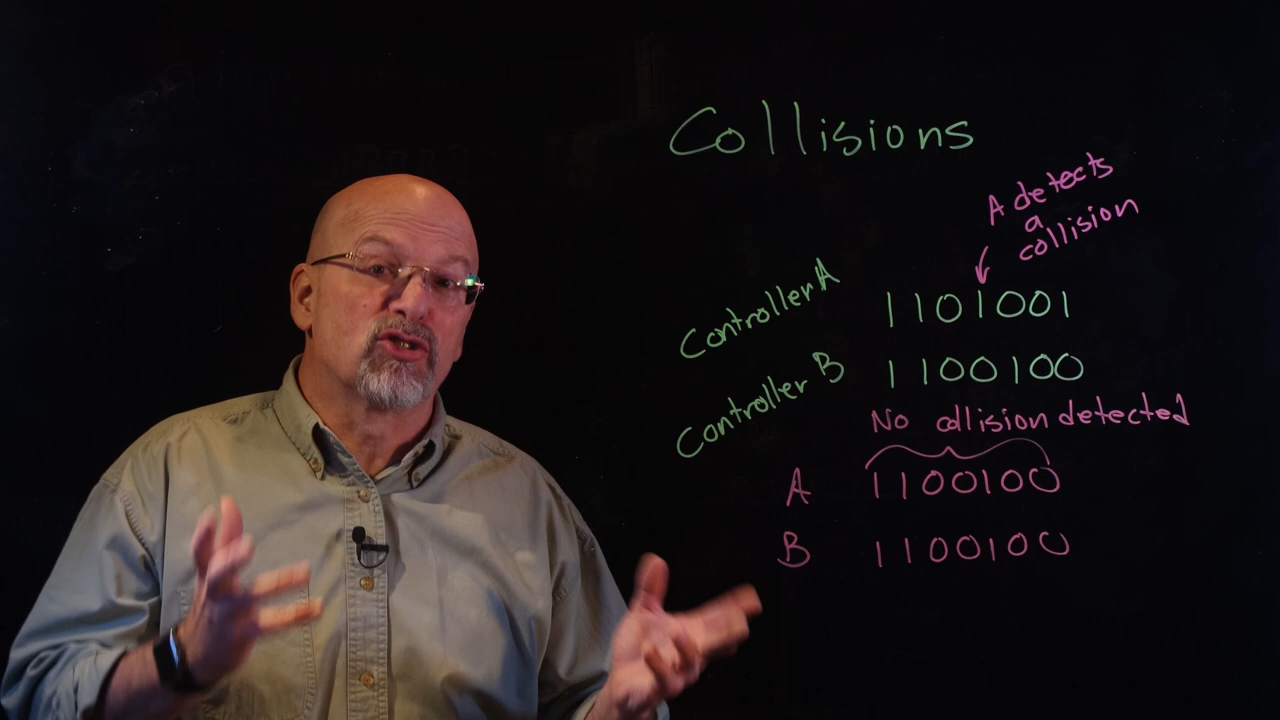 Collisions
A detects
a
collision
Controller A 1101001
Controller B 1100100
No collision detected
A 1100100
B 1100100